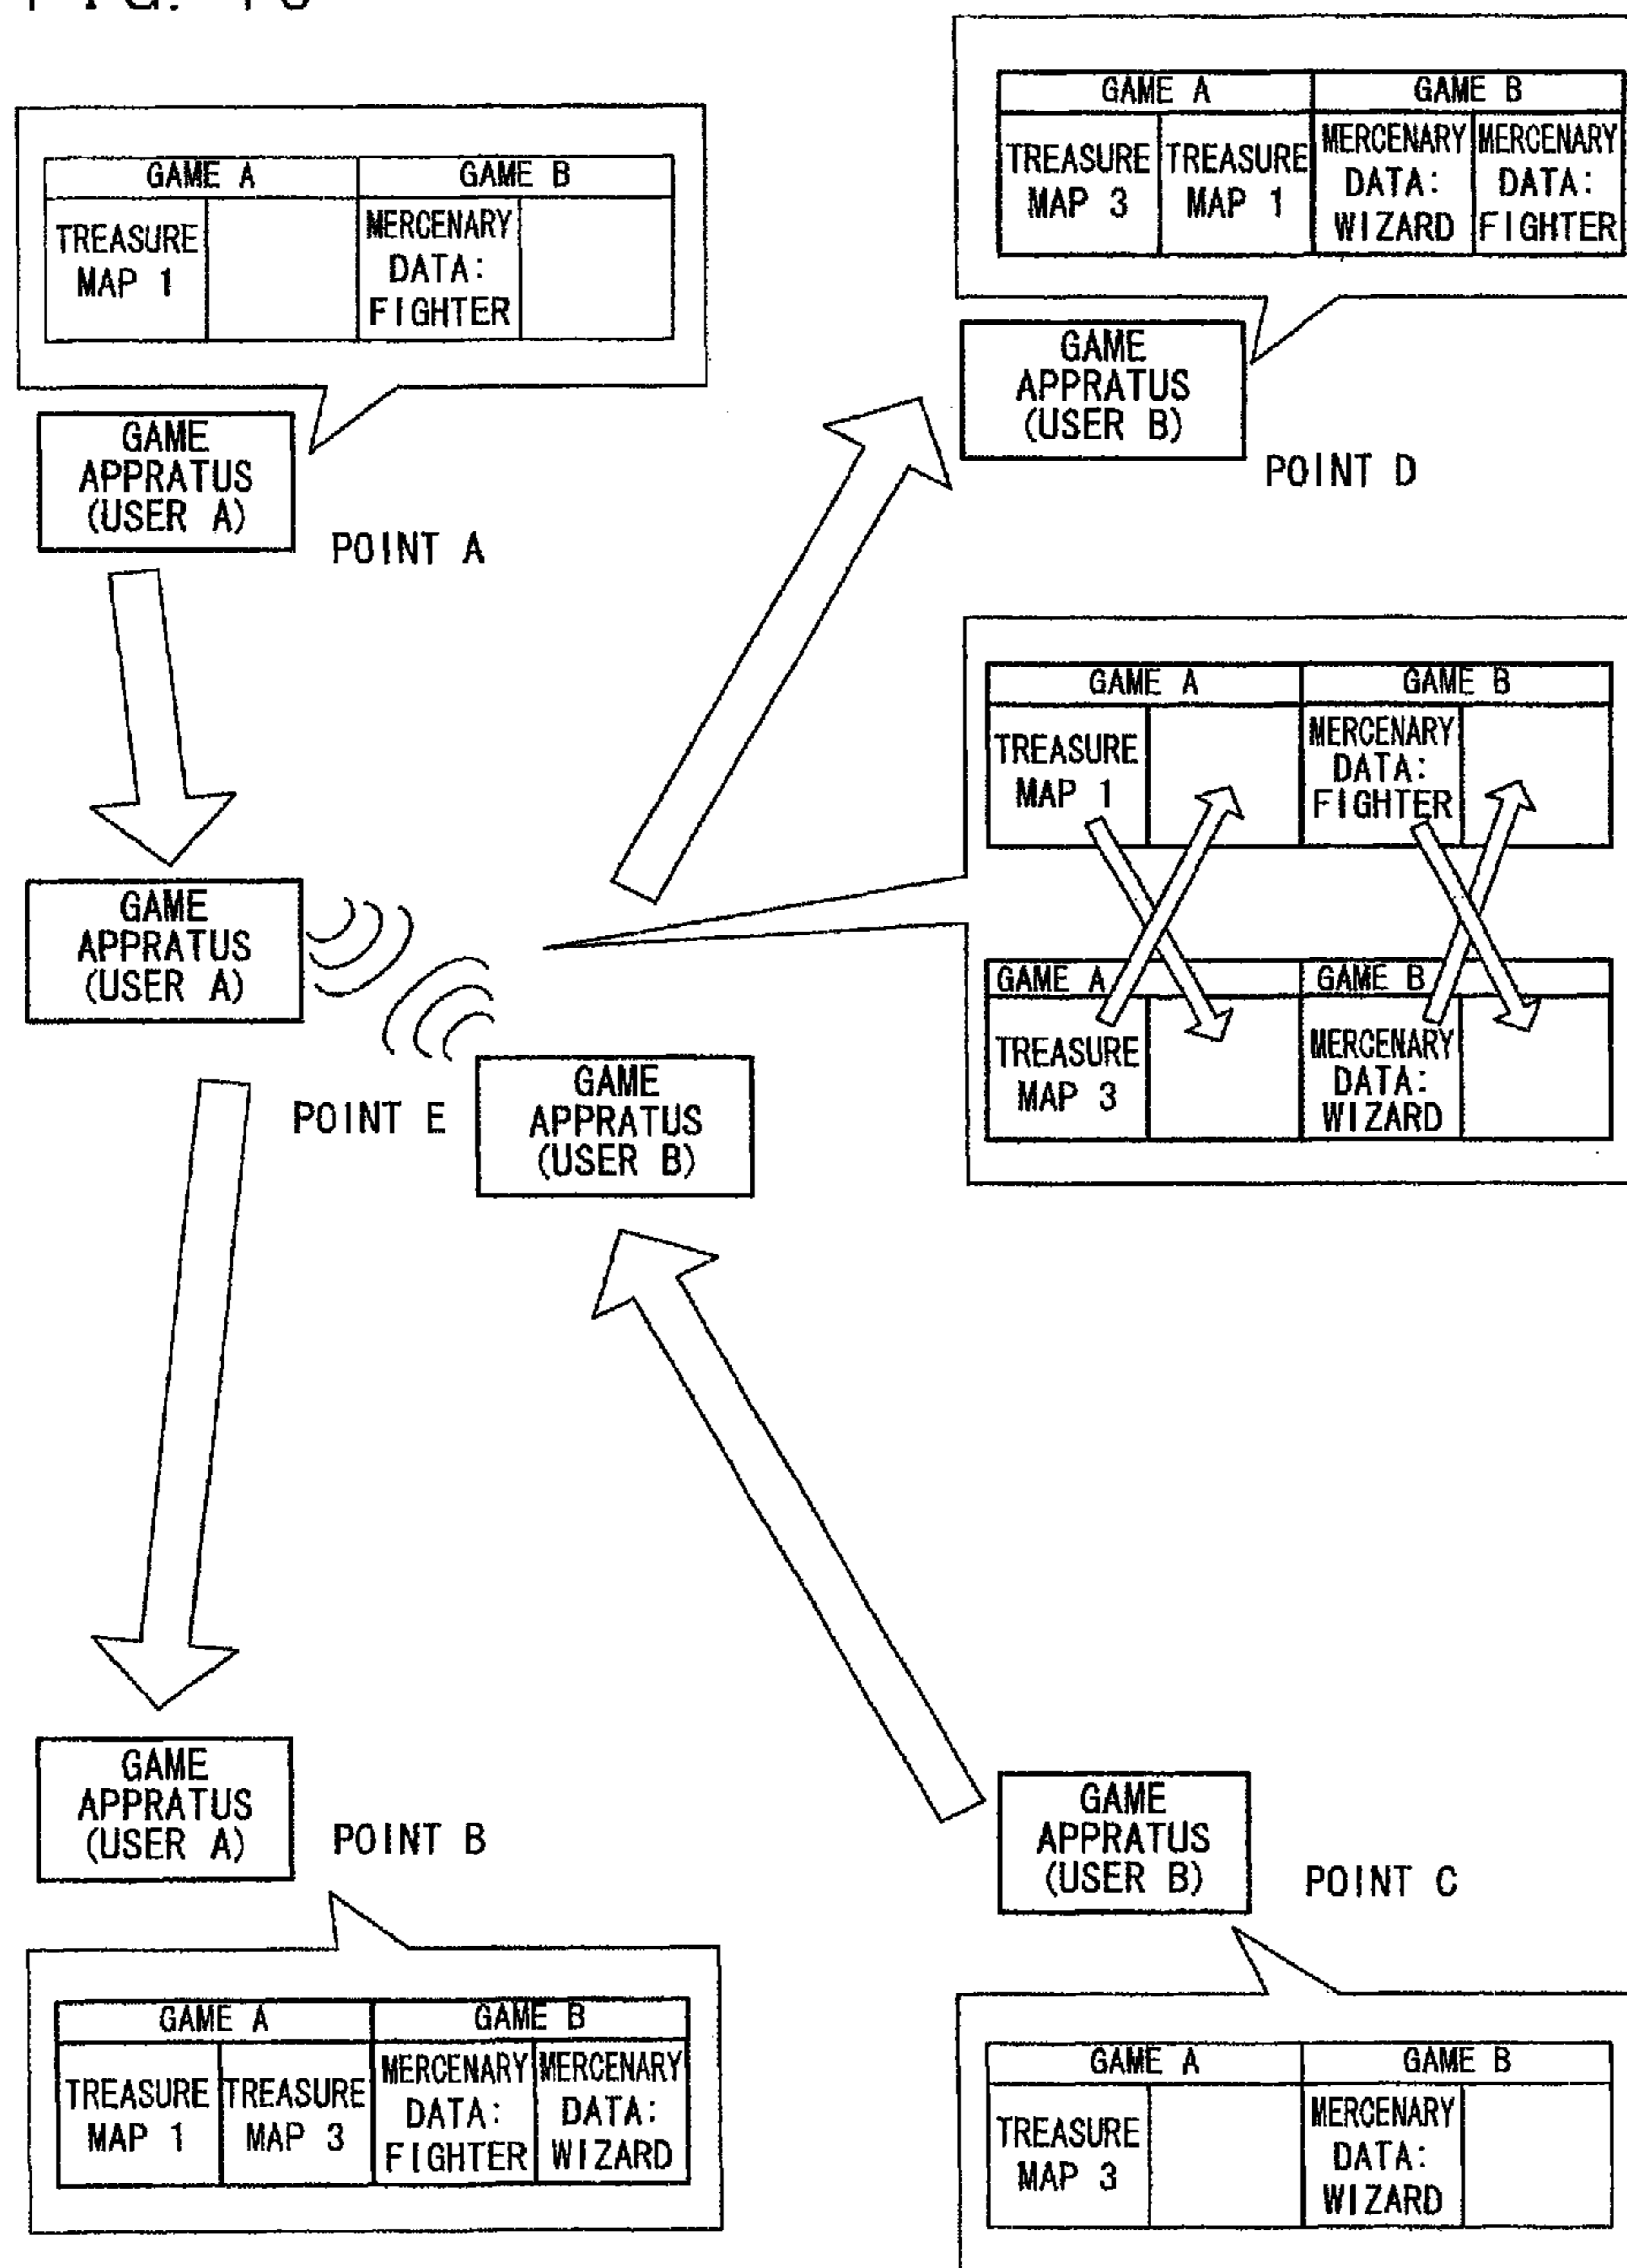 GAME A GAME B
TREASURE MAP 1
MERCENARY DATA: FIGHTER
GAME
APPRATUS
(USER A)
POINT A
GAME A GAME B
TREASURE MAP 3
TREASURE MAP 1
MERCENARY DATA: WIZARD
MERCENARY DATA: FIGHTER
GAME
APPRATUS
(USER B)
POINT D
GAME
APPRATUS
(USER A)
POINT E
GAME
APPRATUS
(USER B)
GAME A GAME B
TREASURE MAP 1
MERCENARY DATA: FIGHTER
GAME A GAME B
TREASURE MAP 3
MERCENARY DATA: WIZARD
GAME
APPRATUS
(USER A)
POINT B
GAME A GAME B
TREASURE MAP 1
TREASURE MAP 3
MERCENARY DATA: FIGHTER
MERCENARY DATA: WIZARD
GAME
APPRATUS
(USER B)
POINT C
GAME A GAME B
TREASURE MAP 3
MERCENARY DATA: WIZARD